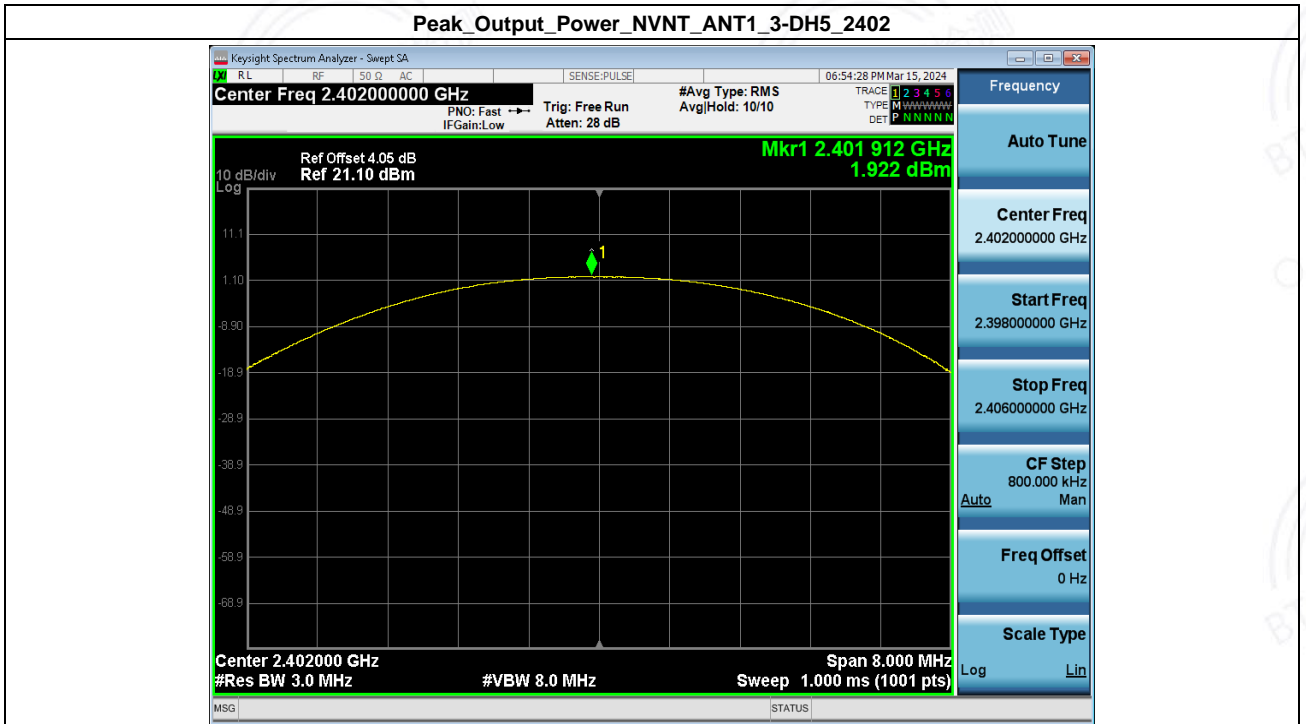 Peak_Output_Power_NVNT_ANT1_3-DH5_2402
Keysight Spectrum Analyzer - Swept SA
LXI RL RF 50 Ω AC SENSE:PULSE 06:54:28 PM Mar 15, 2024
Center Freq 2.402000000 GHz
PNO: Fast
IFGain:Low
Trig: Free Run
Atten: 28 dB
#Avg Type: RMS
Avg|Hold: 10/10
TRACE 1 2 3 4 5 6
TYPE M WWWWW
DET P N N N N N
Mkr1 2.401 912 GHz
1.922 dBm
Ref Offset 4.05 dB
10 dB/div Ref 21.10 dBm
Log
11.1
1
1.10
-8.90
-18.9
-28.9
-38.9
-48.9
-58.9
-68.9
Center 2.402000 GHz Span 8.000 MHz
#Res BW 3.0 MHz #VBW 8.0 MHz Sweep 1.000 ms (1001 pts)
MSG STATUS
Frequency
Auto Tune
Center Freq
2.402000000 GHz
Start Freq
2.398000000 GHz
Stop Freq
2.406000000 GHz
CF Step
800.000 kHz
Auto Man
Freq Offset
0 Hz
Scale Type
Log Lin